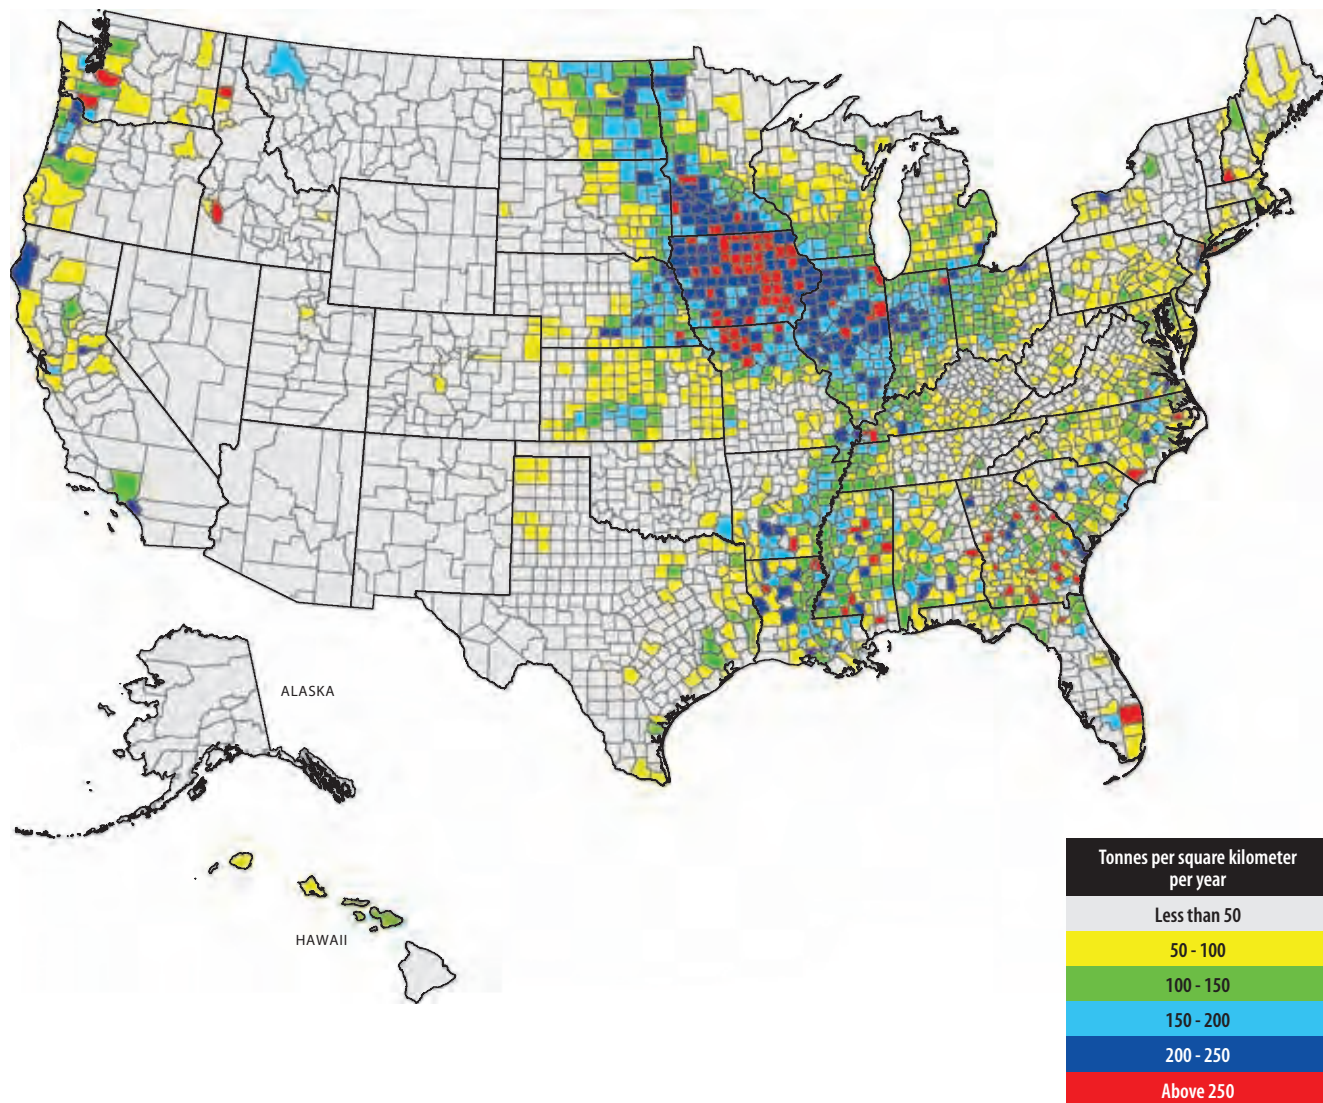 ALASKA
HAWAII
Tonnes per square kilometer
per year
Less than 50
50 - 100
100 - 150
150 - 200
200 - 250
Above 250